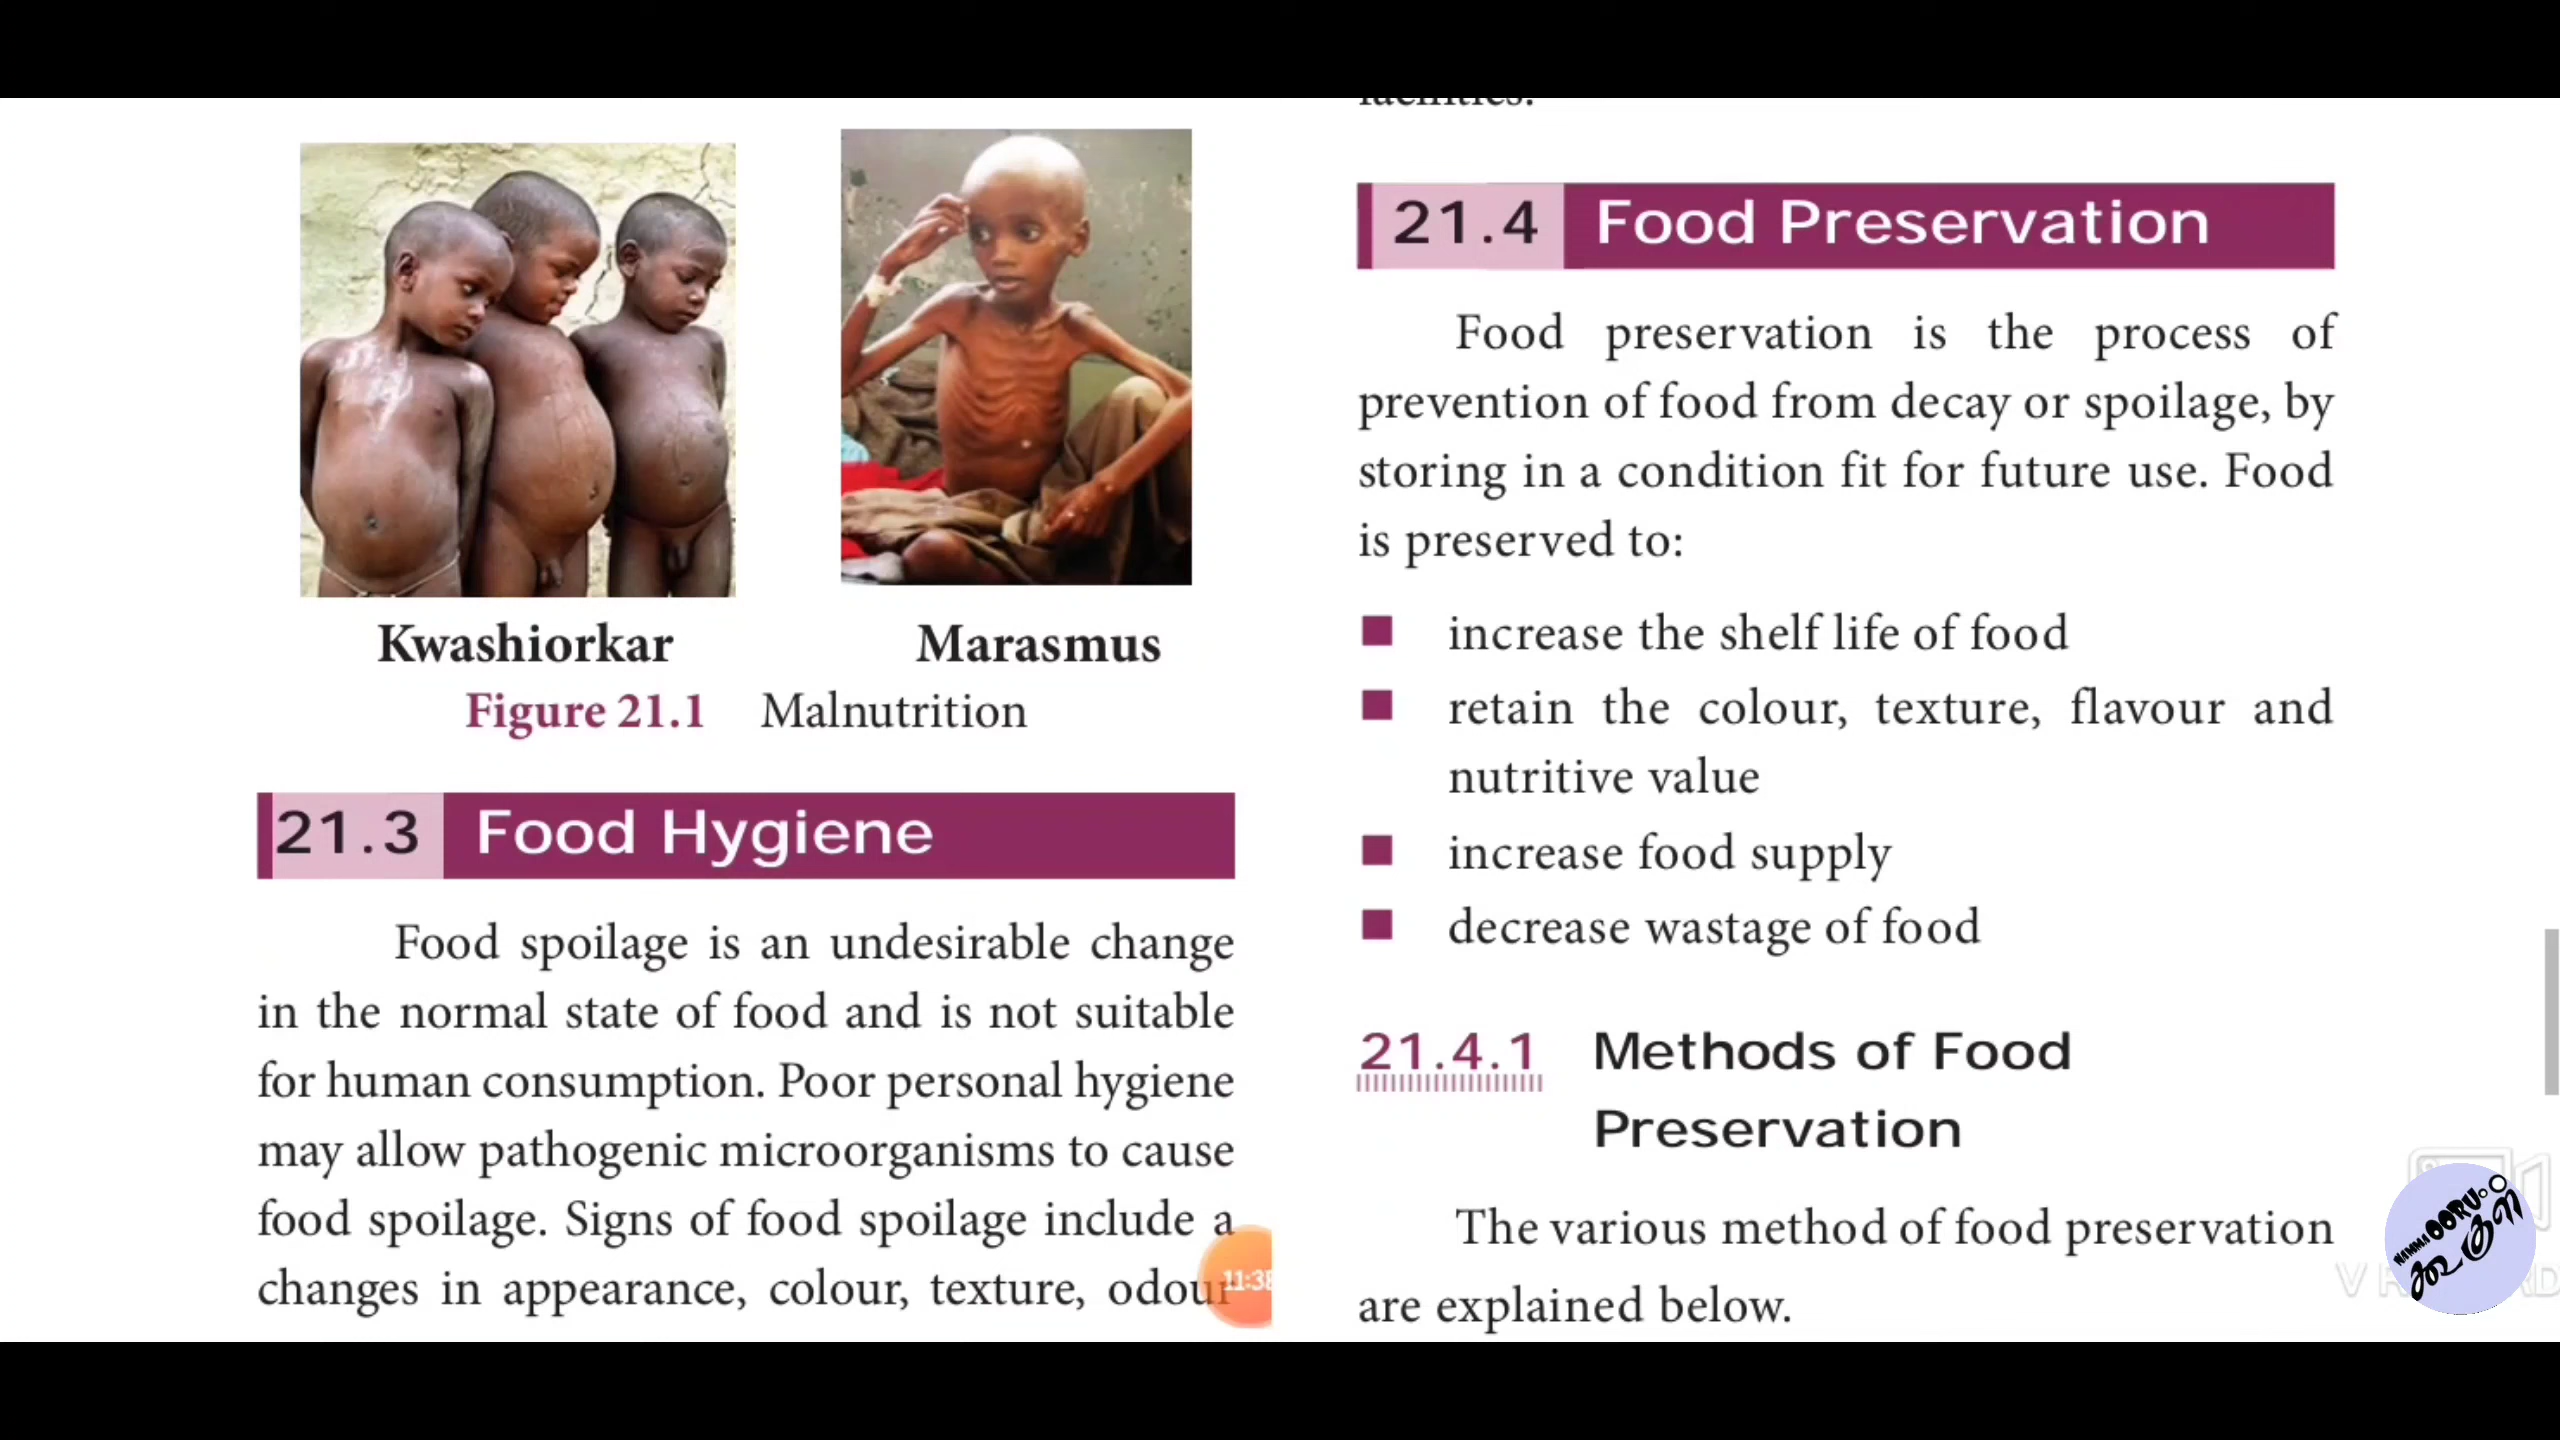 Kwashiorkar
Marasmus
Figure 21.1 Malnutrition
21.3 Food Hygiene
Food spoilage is an undesirable change
in the normal state of food and is not suitable
for human consumption. Poor personal hygiene
may allow pathogenic microorganisms to cause
food spoilage. Signs of food spoilage include a
changes in appearance, colour, texture, odour
11:38
facilities.
21.4 Food Preservation
Food preservation is the process of
prevention of food from decay or spoilage, by
storing in a condition fit for future use. Food
is preserved to:
■ increase the shelf life of food
■ retain the colour, texture, flavour and
nutritive value
■ increase food supply
■ decrease wastage of food
21.4.1 Methods of Food
Preservation
The various method of food preservation
are explained below.
NAMMA OORU